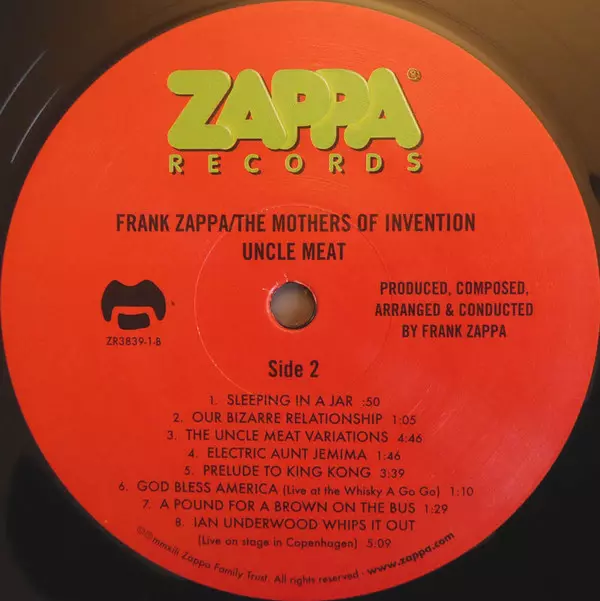 ZAPPA®
RECORDS
FRANK ZAPPA/THE MOTHERS OF INVENTION
UNCLE MEAT
PRODUCED, COMPOSED,
ARRANGED & CONDUCTED
BY FRANK ZAPPA
ZR3839-1-B
Side 2
1. SLEEPING IN A JAR :50
2. OUR BIZARRE RELATIONSHIP 1:05
3. THE UNCLE MEAT VARIATIONS 4:46
4. ELECTRIC AUNT JEMIMA 1:46
5. PRELUDE TO KING KONG 3:39
6. GOD BLESS AMERICA (Live at the Whisky A Go Go) 1:10
7. A POUND FOR A BROWN ON THE BUS 1:29
8. IAN UNDERWOOD WHIPS IT OUT
(Live on stage in Copenhagen) 5:09
©℗mmxiii Zappa Family Trust. All rights reserved. www.zappa.com